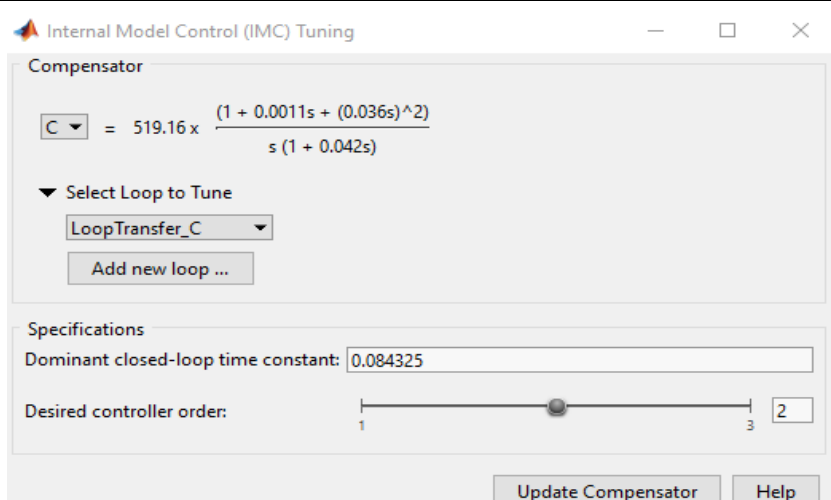 Internal Model Control (IMC) Tuning
Compensator
C = 519.16 x (1 + 0.0011s + (0.036s)^2)
s (1 + 0.042s)
Select Loop to Tune
LoopTransfer_C
Add new loop ...
Specifications
Dominant closed-loop time constant: 0.084325
Desired controller order: 2
1 3
Update Compensator Help